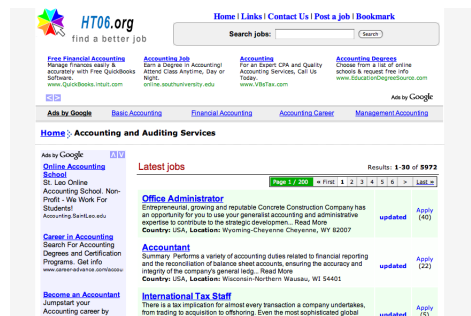 HT06.org
find a better job
Home | Links | Contact Us | Post a job | Bookmark
Search jobs:
Search
Free Financial Accounting
Manage finances easily &
accurately with Free QuickBooks
Software.
www.QuickBooks.intuit.com
Accounting Job
Earn a Degree in Accounting!
Attend Class Anytime, Day or
Night.
online.southuniversity.edu
Accounting
For an Expert CPA and Quality
Accounting Services, Call Us
Today.
www.VBsTax.com
Accounting Degrees
Choose from a list of online
schools & request free info
www.EducationDegreeSource.com
Ads by Google
Ads by Google
Basic Accounting
Financial Accounting
Accounting Career
Management Accounting
Home
Accounting and Auditing Services
Ads by Google
Online Accounting
School
St. Leo Online
Accounting School. Non-
Profit - We Work For
Students!
Accounting.SaintLeo.edu
Career in Accounting
Search For Accounting
Degrees and Certification
Programs. Get info
www.career-advance.com/accou
Become an Accountant
Jumpstart your
Accounting career by
Latest jobs
Results: 1-30 of 5972
Page 1 / 200 « First 1 2 3 4 5 6 > Last »
Office Administrator
Entrepreneurial, growing and reputable Concrete Construction Company has
an opportunity for you to use your generalist accounting and administrative
expertise to contribute to the strategic developmen... Read More
Country: USA, Location: Wyoming-Cheyenne Cheyenne, WY 82007
updated
Apply
(40)
Accountant
Summary Performs a variety of accounting duties related to financial reporting
and the reconciliation of balance sheet accounts, ensuring the accuracy and
integrity of the company's general ledg... Read More
Country: USA, Location: Wisconsin-Northern Wausau, WI 54401
updated
Apply
(22)
International Tax Staff
There is a tax implication for almost every transaction a company undertakes,
from trading to acquisition to offshoring. Even the most sophisticated global
updated
Apply
(5)